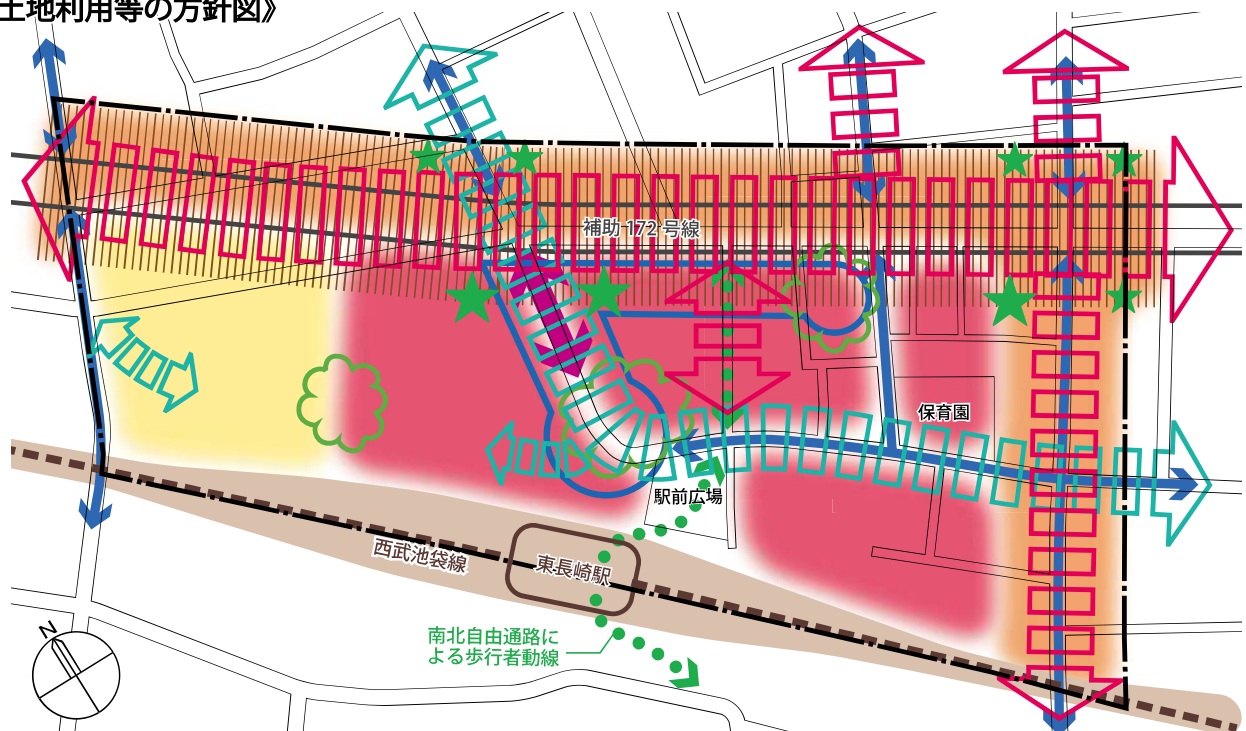 土地利用等の方針図》
補助 172 号線
保育園
駅前広場
西武池袋線
東長崎駅
南北自由通路に
よる歩行者動線
N